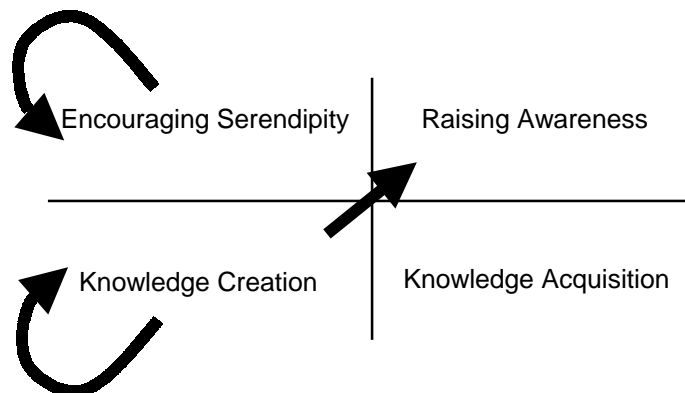 Encouraging Serendipity
Raising Awareness
Knowledge Creation
Knowledge Acquisition